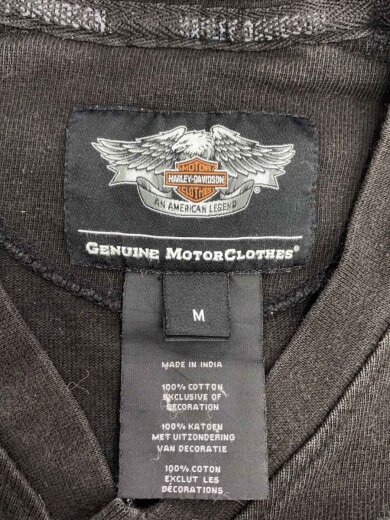 MOTOR
HARLEY-DAVIDSON
CLOTHES
AN AMERICAN LEGEND
GENUINE MOTORCLOTHES®
M
MADE IN INDIA
100% COTTON
EXCLUSIVE OF
DECORATION
100% KATOEN
MET UITZONDERING
VAN DECORATIE
100% COTON
EXCLUT LES
DÉCORATIONS